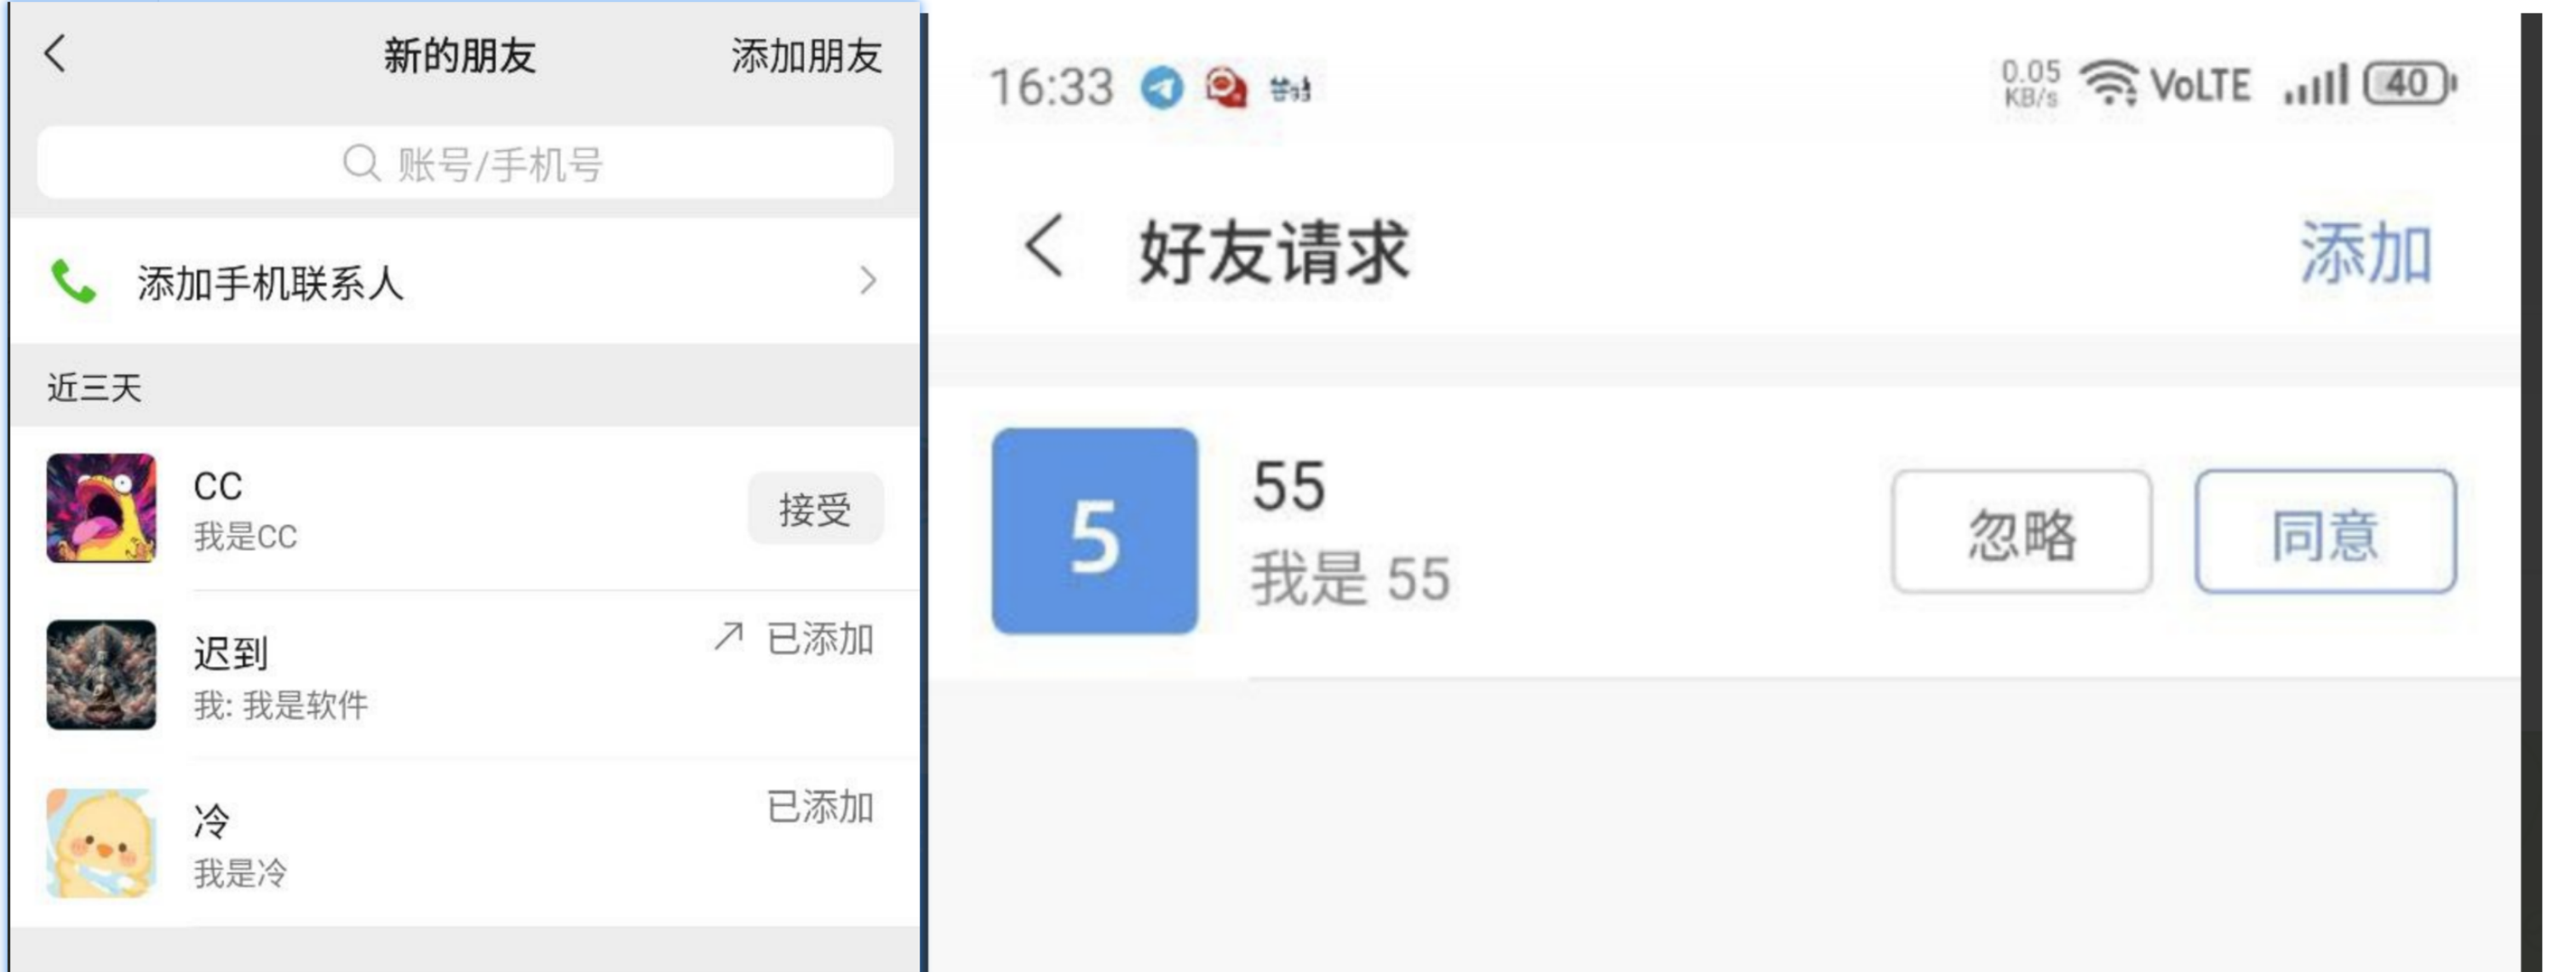 新的朋友
添加朋友
账号/手机号
添加手机联系人
近三天
CC
接受
我是CC
迟到
已添加
我: 我是软件
冷
已添加
我是冷
16:33
0.05
KB/s
VoLTE
40
好友请求
添加
5
55
我是 55
忽略
同意